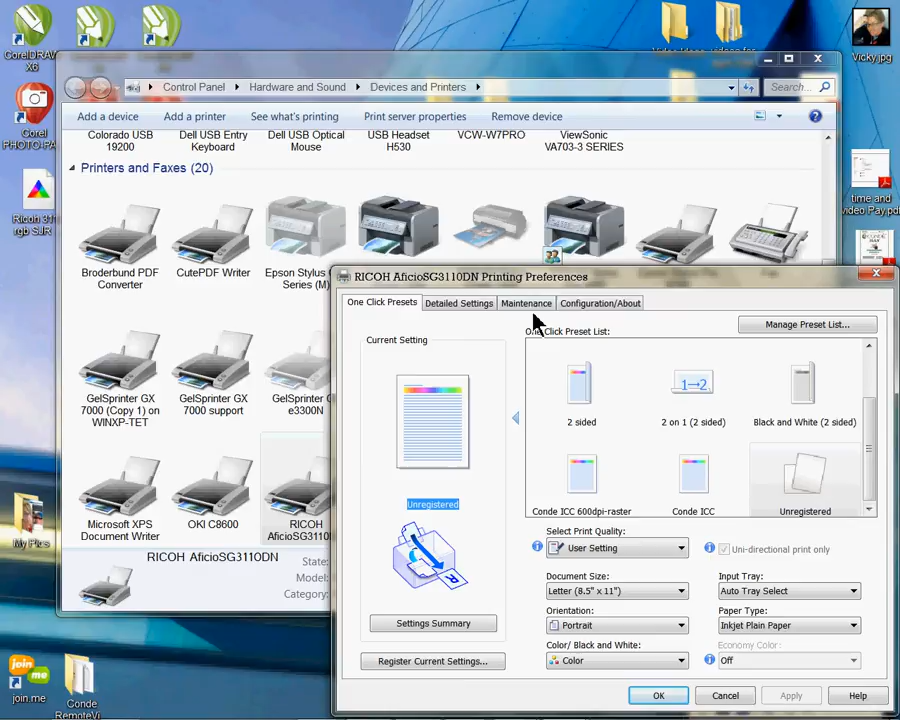 CorelDRAW
X6
Corel
PHOTO-PA
Ricoh 31
rgb SJR
My Pics
join.me
Conde
RemoteVi
Vicky.jpg
time and
video Pay.pdf
Control Panel
Hardware and Sound
Devices and Printers
Search...
Add a device
Add a printer
See what's printing
Print server properties
Remove device
Colorado USB
19200
Dell USB Entry
Keyboard
Dell USB Optical
Mouse
USB Headset
H530
VCW-W7PRO
ViewSonic
VA703-3 SERIES
Printers and Faxes (20)
Broderbund PDF
Converter
CutePDF Writer
Epson Stylus
Series (M)
GelSprinter GX
7000 (Copy 1) on
WINXP-TET
GelSprinter GX
7000 support
GelSprinter
e3300N
Microsoft XPS
Document Writer
OKI C8600
RICOH
AficioSG3110
RICOH AficioSG3110DN
State:
Model:
Category:
RICOH AficioSG3110DN Printing Preferences
One Click Presets
Detailed Settings
Maintenance
Configuration/About
Current Setting
Unregistered
R
Settings Summary
Register Current Settings...
One Click Preset List:
Manage Preset List...
1→2
2 sided
2 on 1 (2 sided)
Black and White (2 sided)
Conde ICC 600dpi-raster
Conde ICC
Unregistered
Select Print Quality:
User Setting
Uni-directional print only
Document Size:
Letter (8.5" x 11")
Input Tray:
Auto Tray Select
Orientation:
Portrait
Paper Type:
Inkjet Plain Paper
Color/ Black and White:
Color
Economy Color:
Off
OK
Cancel
Apply
Help